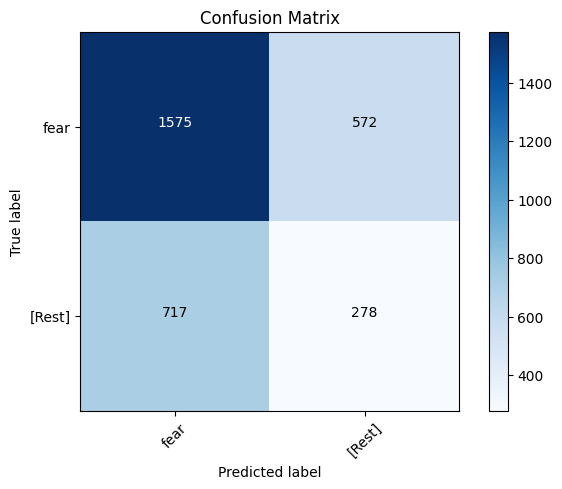 Confusion Matrix
fear
1575
572
[Rest]
717
278
True label
fear
[Rest]
Predicted label
1400
1200
1000
800
600
400